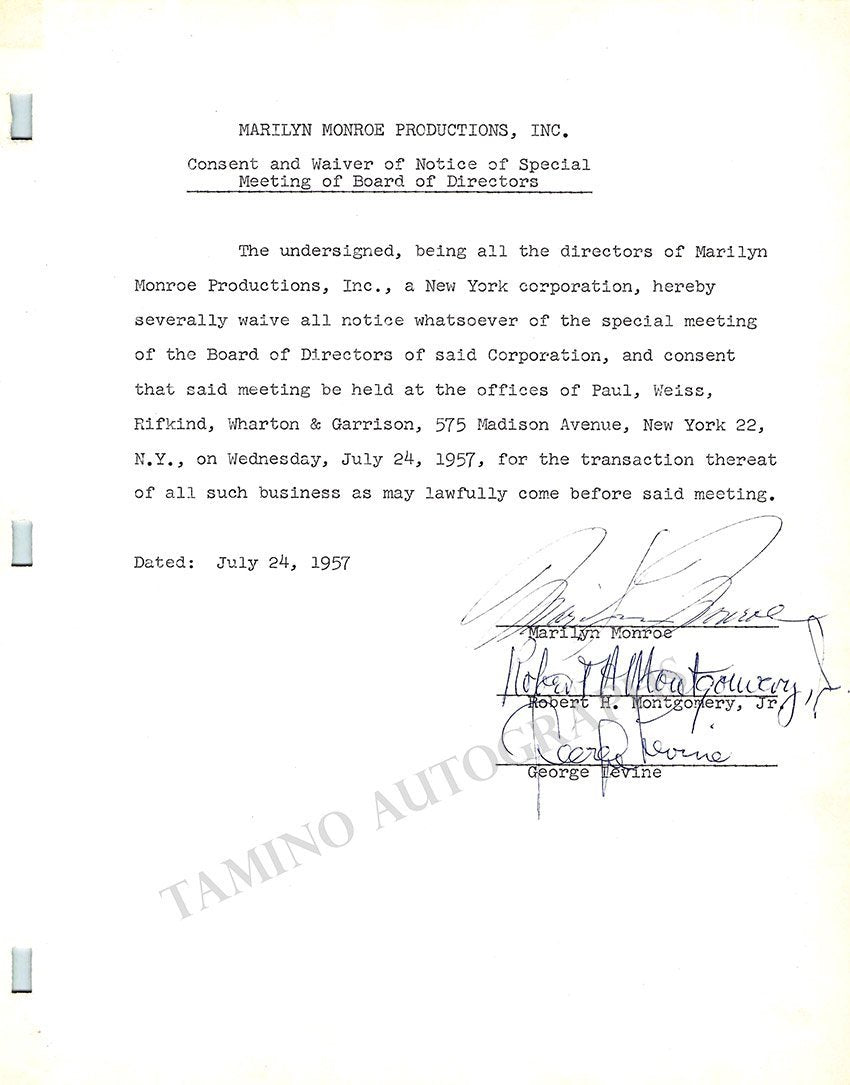 MARILYN MONROE PRODUCTIONS, INC.
Consent and Waiver of Notice of Special
Meeting of Board of Directors
The undersigned, being all the directors of Marilyn
Monroe Productions, Inc., a New York corporation, hereby
severally waive all notice whatsoever of the special meeting
of the Board of Directors of said Corporation, and consent
that said meeting be held at the offices of Paul, Weiss,
Rifkind, Wharton & Garrison, 575 Madison Avenue, New York 22,
N.Y., on Wednesday, July 24, 1957, for the transaction thereat
of all such business as may lawfully come before said meeting.
Dated: July 24, 1957
Marilyn Monroe
Marilyn Monroe
Robert H Montgomery, Jr.
Robert H. Montgomery, Jr.
George Levine
George Levine
TAMINO AUTOGRAPHS